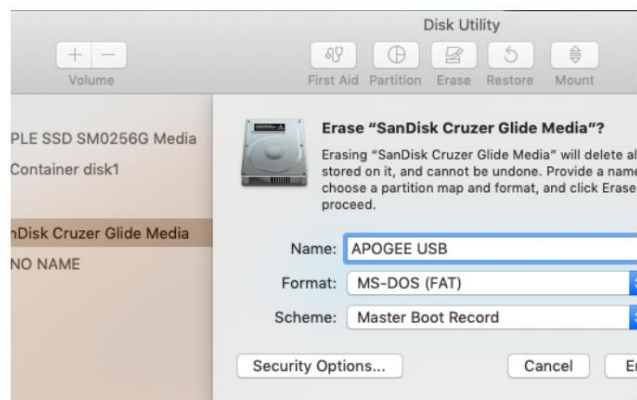 Disk Utility
Volume
First Aid Partition Erase Restore Mount
PLE SSD SM0256G Media
Container disk1
nDisk Cruzer Glide Media
NO NAME
Erase “SanDisk Cruzer Glide Media”?
Erasing “SanDisk Cruzer Glide Media” will delete al
stored on it, and cannot be undone. Provide a name
choose a partition map and format, and click Erase
proceed.
Name: APOGEE USB
Format: MS-DOS (FAT)
Scheme: Master Boot Record
Security Options... Cancel Er